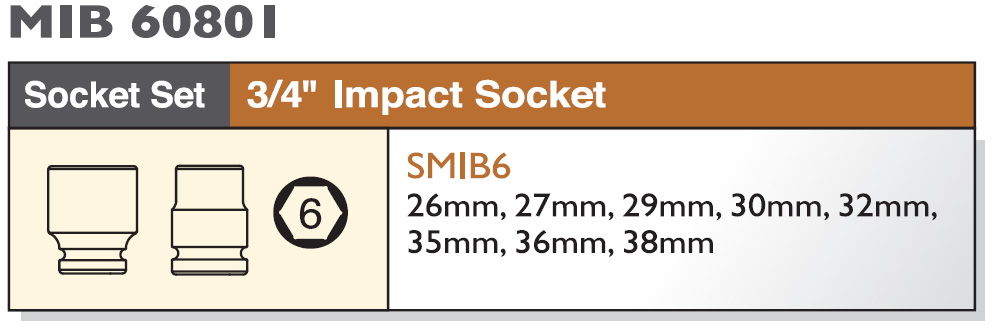 MIB 60801
Socket Set
3/4" Impact Socket
6
SMIB6
26mm, 27mm, 29mm, 30mm, 32mm,
35mm, 36mm, 38mm